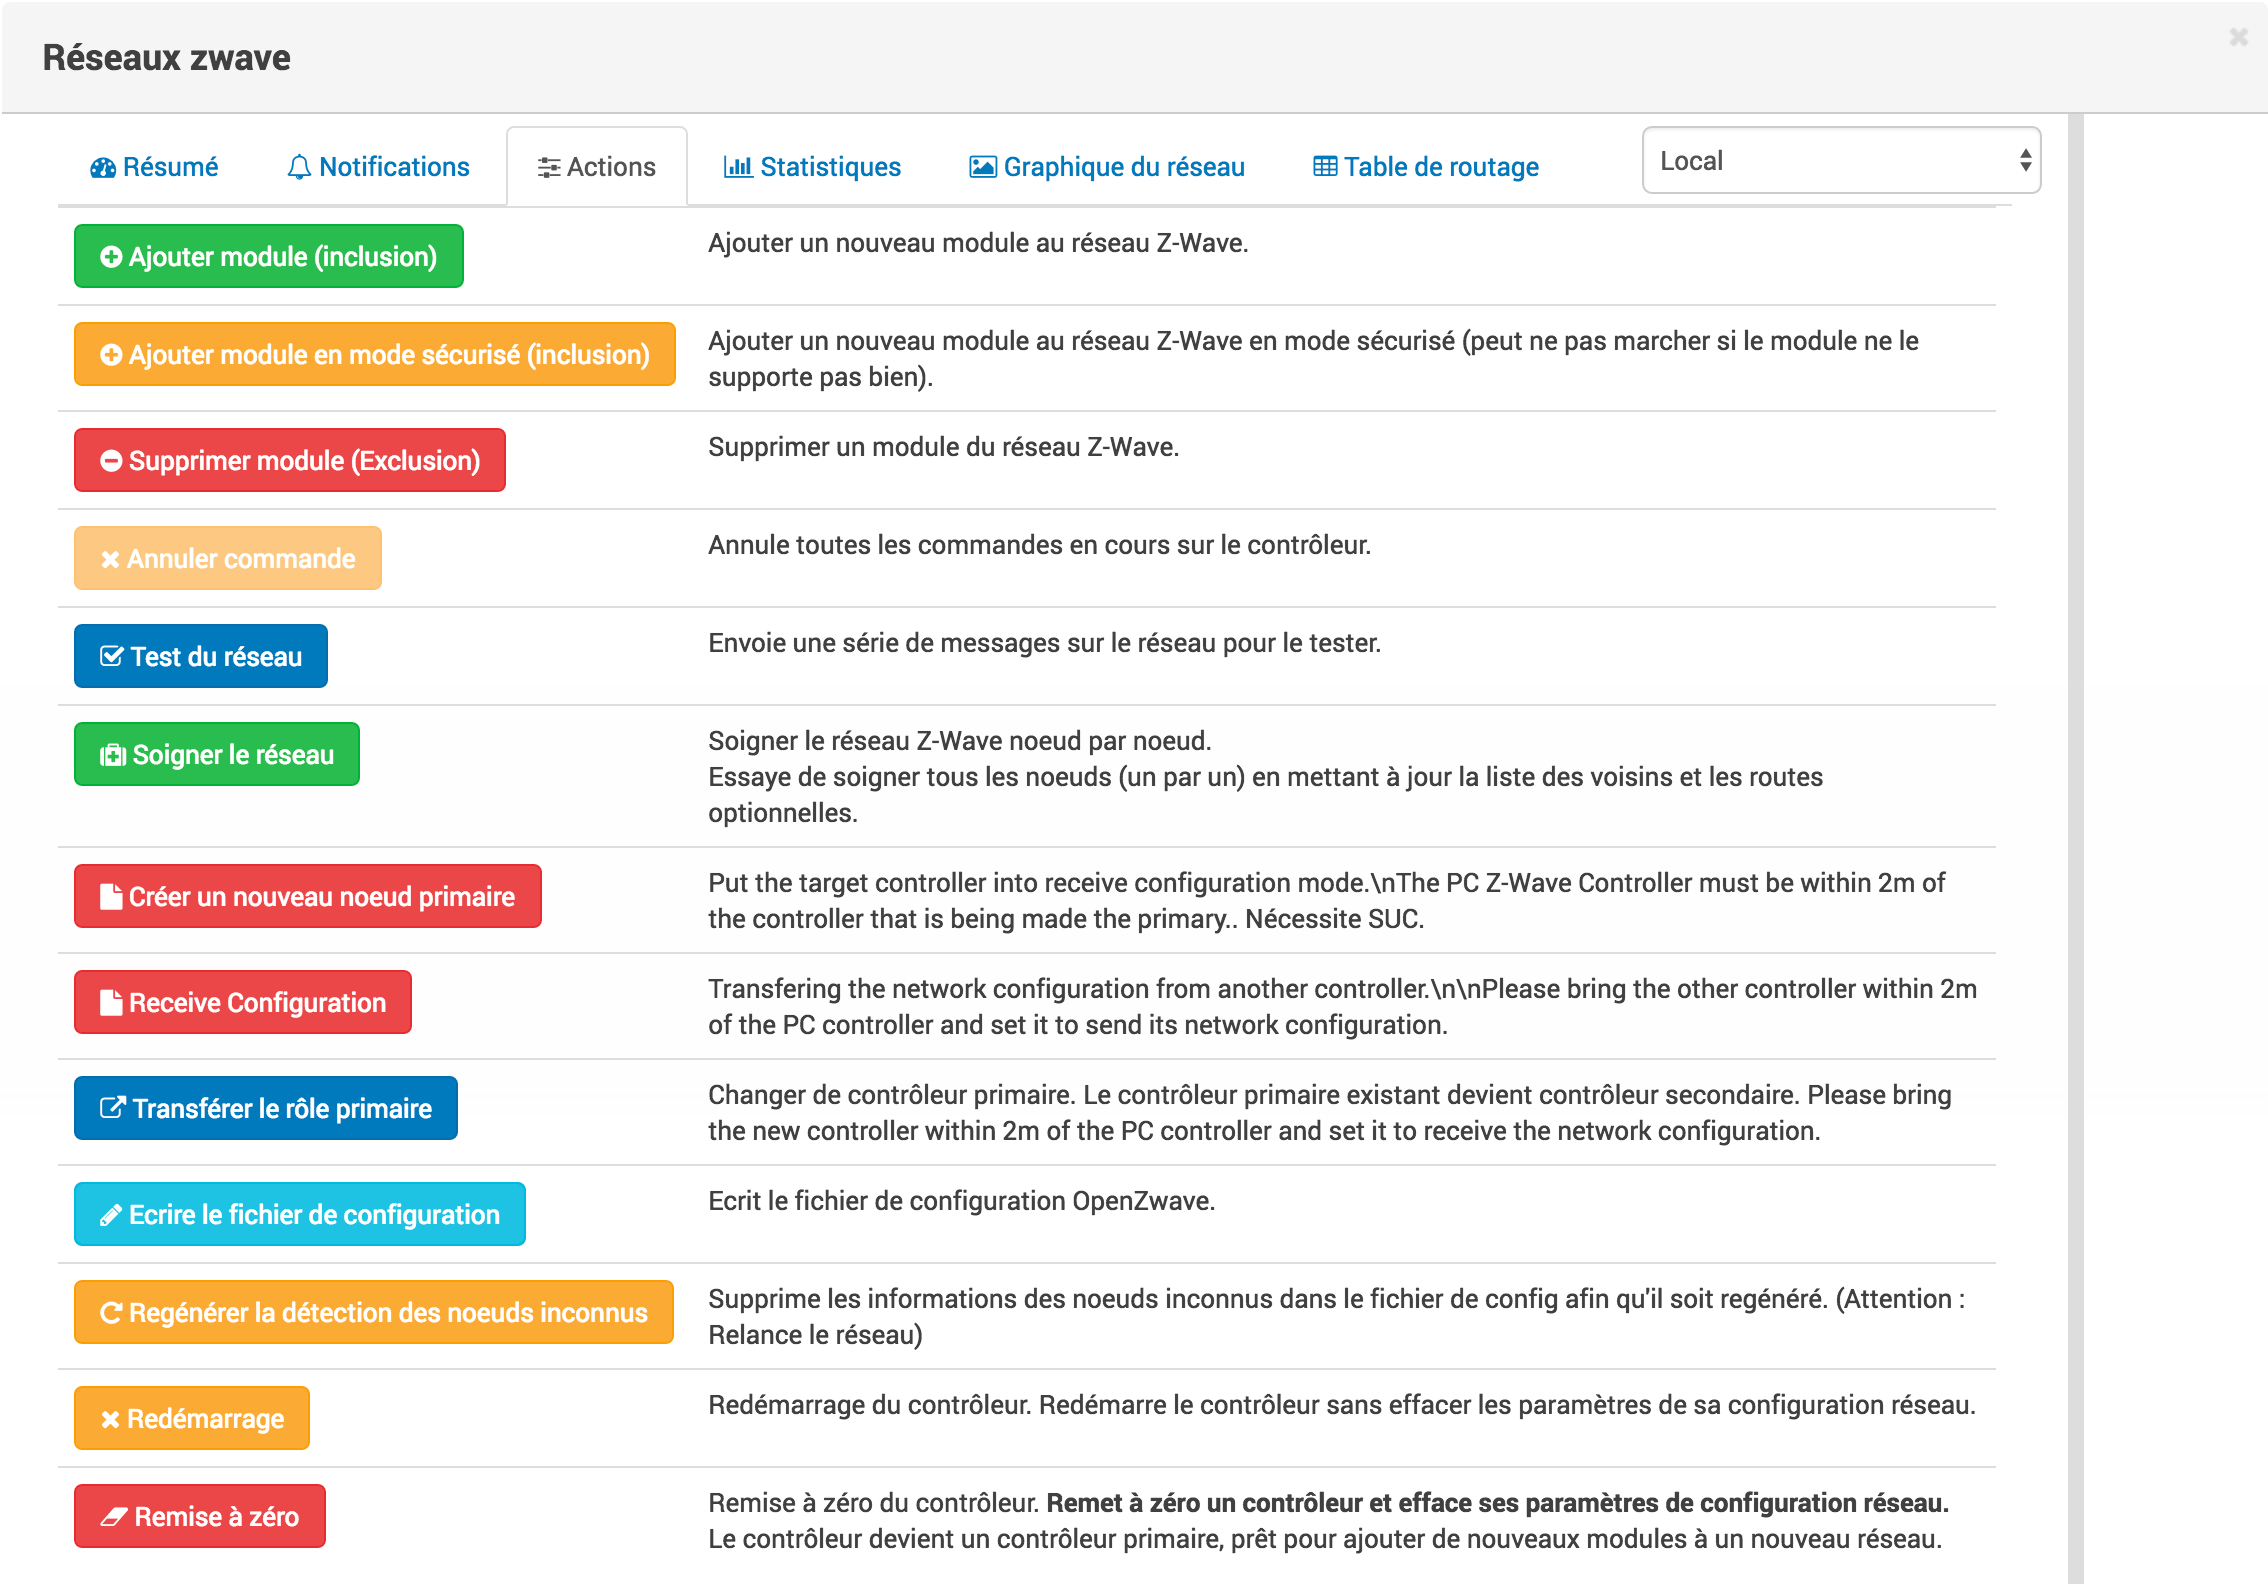 Réseaux zwave
Résumé
Notifications
Actions
Statistiques
Graphique du réseau
Table de routage
Local
Ajouter module (inclusion)
Ajouter un nouveau module au réseau Z-Wave.
Ajouter module en mode sécurisé (inclusion)
Ajouter un nouveau module au réseau Z-Wave en mode sécurisé (peut ne pas marcher si le module ne le
supporte pas bien).
Supprimer module (Exclusion)
Supprimer un module du réseau Z-Wave.
Annuler commande
Annule toutes les commandes en cours sur le contrôleur.
Test du réseau
Envoie une série de messages sur le réseau pour le tester.
Soigner le réseau
Soigner le réseau Z-Wave noeud par noeud.
Essaye de soigner tous les noeuds (un par un) en mettant à jour la liste des voisins et les routes
optionnelles.
Créer un nouveau noeud primaire
Put the target controller into receive configuration mode.\nThe PC Z-Wave Controller must be within 2m of
the controller that is being made the primary.. Nécessite SUC.
Receive Configuration
Transfering the network configuration from another controller.\n\nPlease bring the other controller within 2m
of the PC controller and set it to send its network configuration.
Transférer le rôle primaire
Changer de contrôleur primaire. Le contrôleur primaire existant devient contrôleur secondaire. Please bring
the new controller within 2m of the PC controller and set it to receive the network configuration.
Ecrire le fichier de configuration
Ecrit le fichier de configuration OpenZwave.
Regénérer la détection des noeuds inconnus
Supprime les informations des noeuds inconnus dans le fichier de config afin qu'il soit regénéré. (Attention :
Relance le réseau)
Redémarrage
Redémarrage du contrôleur. Redémarre le contrôleur sans effacer les paramètres de sa configuration réseau.
Remise à zéro
Remise à zéro du contrôleur. Remet à zéro un contrôleur et efface ses paramètres de configuration réseau.
Le contrôleur devient un contrôleur primaire, prêt pour ajouter de nouveaux modules à un nouveau réseau.